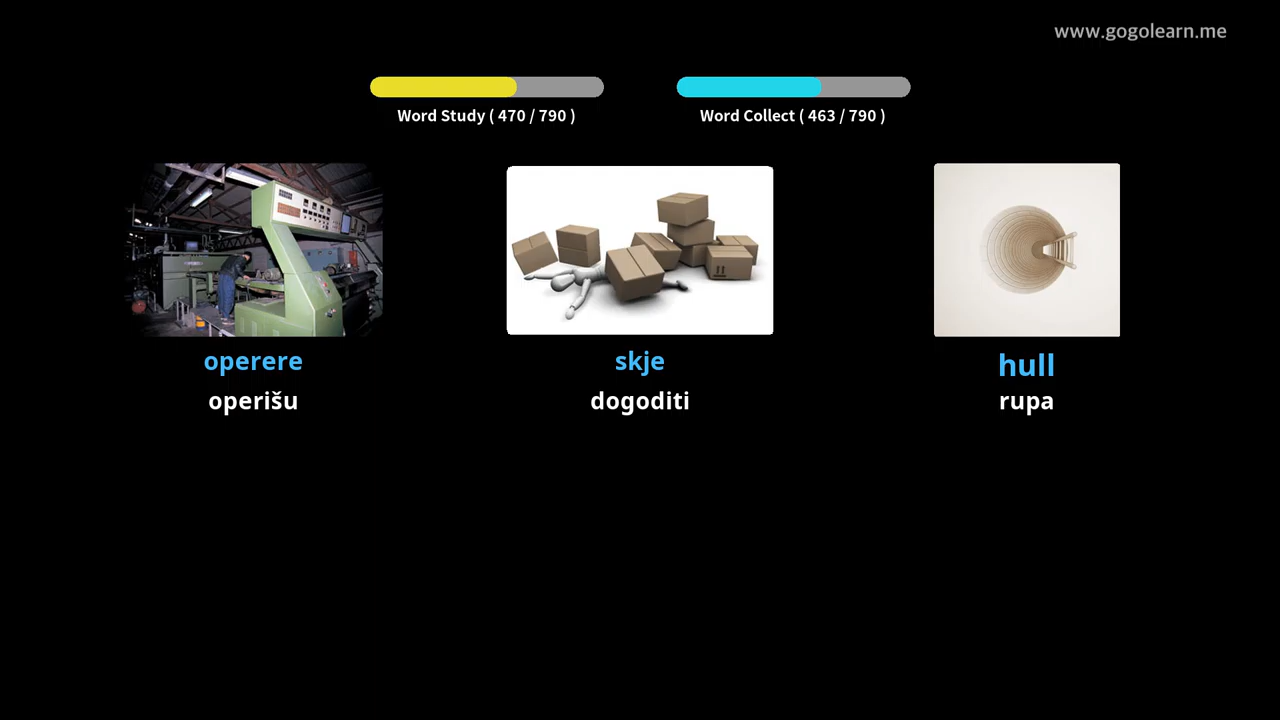 www.gogolearn.me
Word Study ( 470 / 790 )
Word Collect ( 463 / 790 )
operere
skje
hull
operišu
dogoditi
rupa